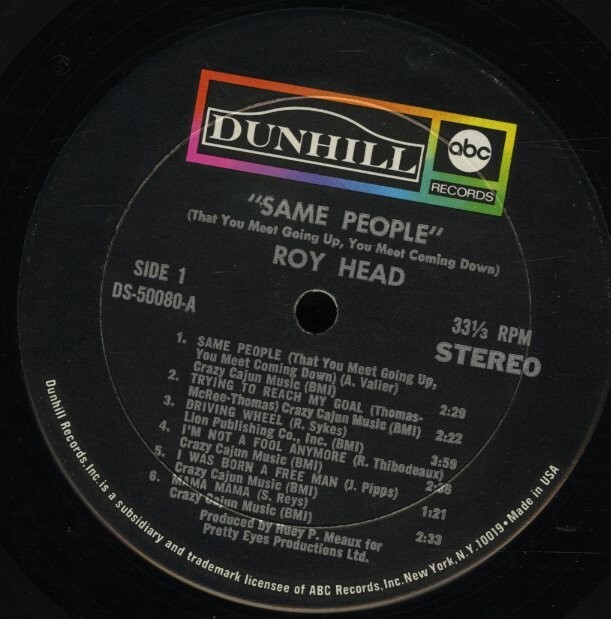 DUNHILL
abc
RECORDS
"SAME PEOPLE"
(That You Meet Going Up, You Meet Coming Down)
ROY HEAD
SIDE 1
DS-50080-A
33⅓ RPM
STEREO
1. SAME PEOPLE (That You Meet Going Up,
You Meet Coming Down) (A. Valier)
Crazy Cajun Music (BMI) 2:29
2. TRYING TO REACH MY GOAL (Thomas-
McRee-Thomas) Crazy Cajun Music (BMI) 2:22
3. DRIVING WHEEL (R. Sykes)
Lion Publishing Co., Inc. (BMI) 3:59
4. I'M NOT A FOOL ANYMORE (R. Thibodeaux)
Crazy Cajun Music (BMI)
5. I WAS BORN A FREE MAN (J. Pipps)
Crazy Cajun Music (BMI) 1:21
6. MAMA MAMA (S. Reys)
Crazy Cajun Music (BMI) 2:33
Produced by Huey P. Meaux for
Pretty Eyes Productions Ltd.
Dunhill Records, Inc. is a subsidiary and trademark licensee of ABC Records, Inc. New York, N.Y. 10019 • Made in USA